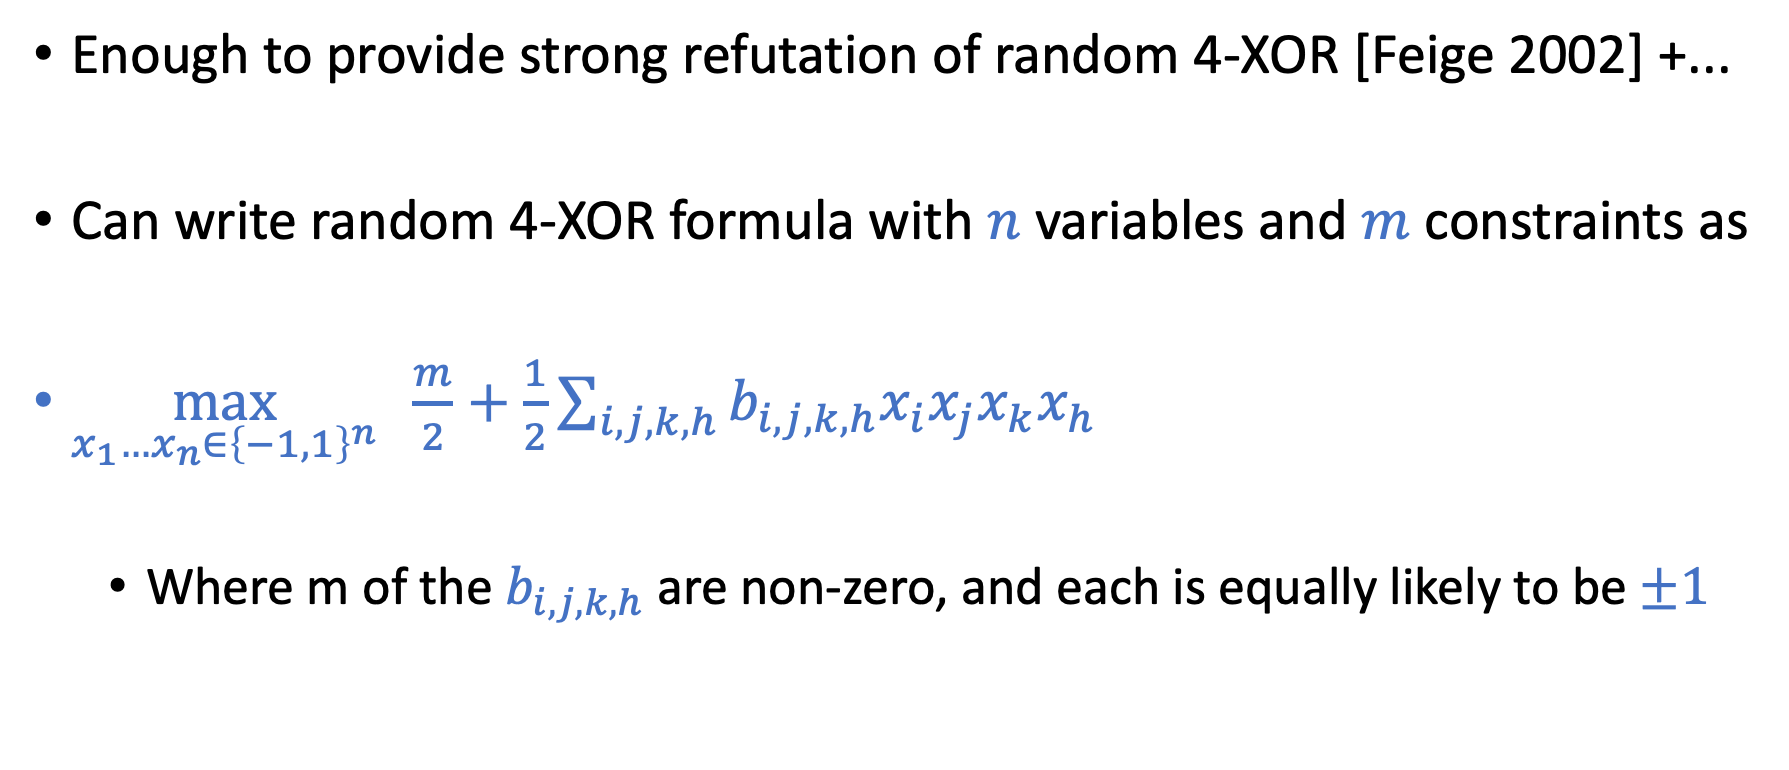 • Enough to provide strong refutation of random 4-XOR [Feige 2002] +...
• Can write random 4-XOR formula with n variables and m constraints as
• max_{x_1…x_n∈{−1,1}^n} m/2 + 1/2 ∑_{i,j,k,h} b_{i,j,k,h} x_i x_j x_k x_h
• Where m of the b_{i,j,k,h} are non-zero, and each is equally likely to be ±1